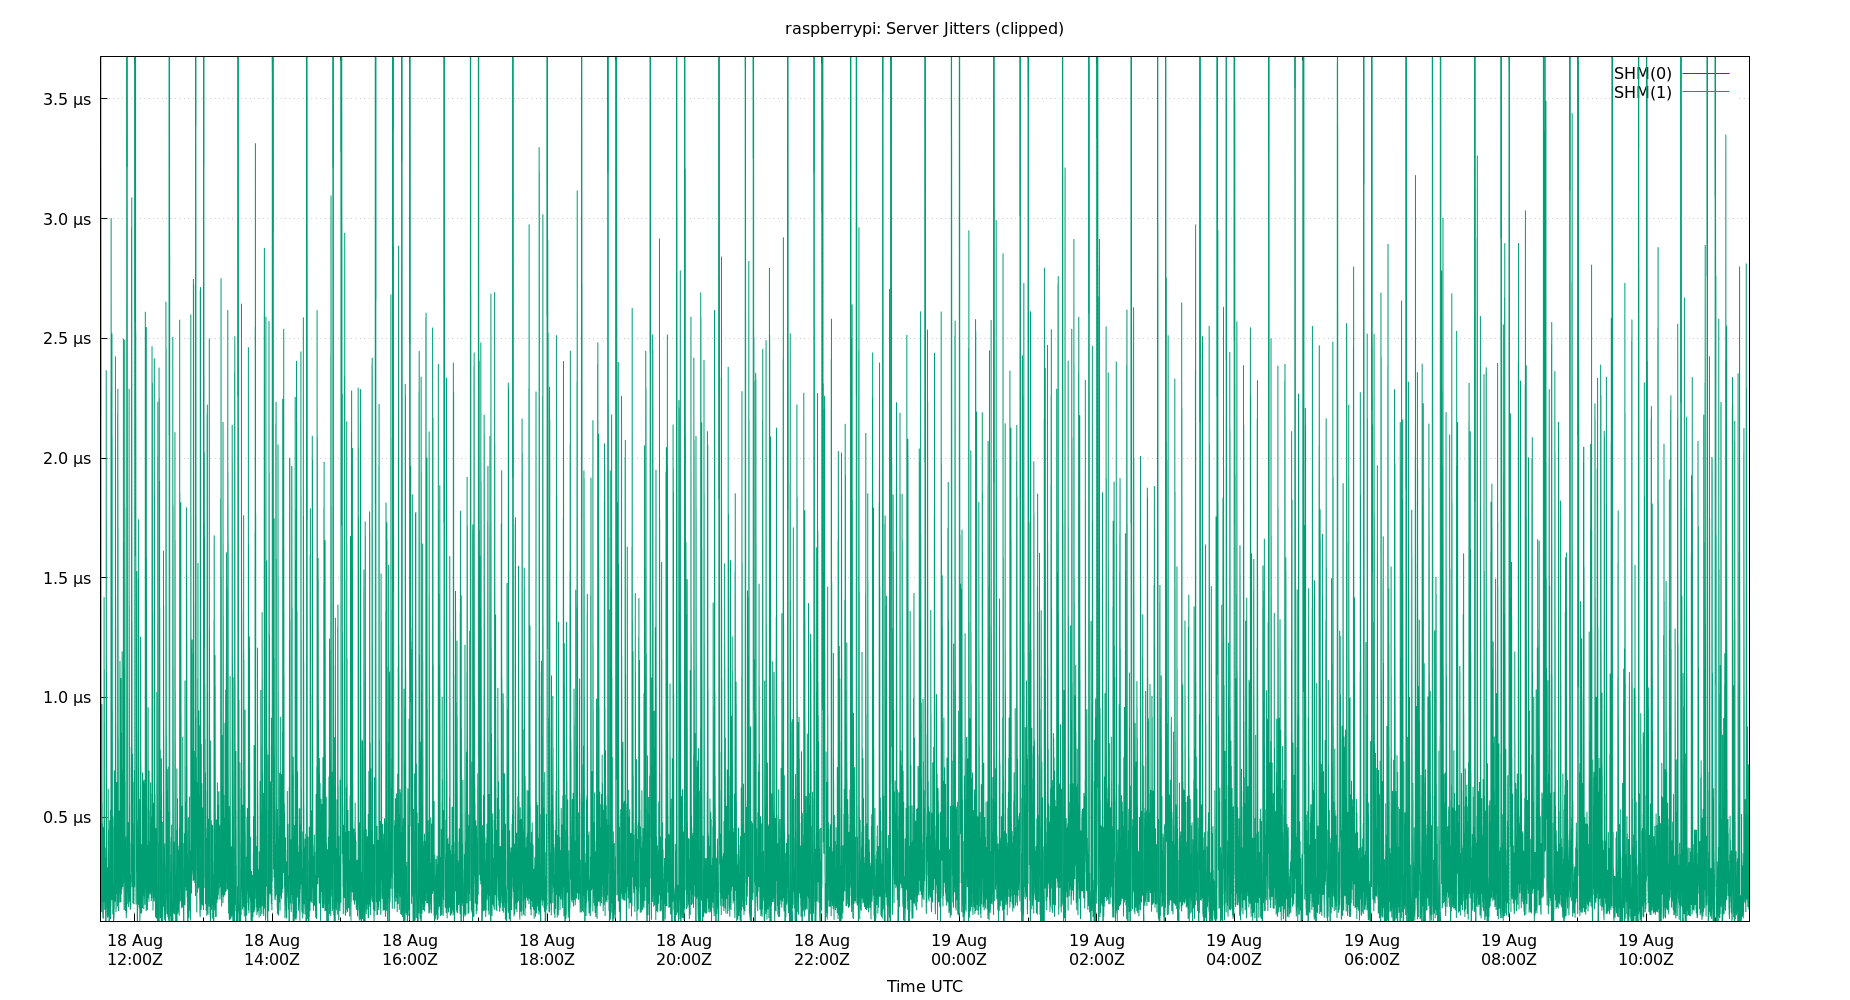 raspberrypi: Server Jitters (clipped)
SHM(0)
SHM(1)
3.5 µs
3.0 µs
2.5 µs
2.0 µs
1.5 µs
1.0 µs
0.5 µs
18 Aug 18 Aug 18 Aug 18 Aug 18 Aug 18 Aug 19 Aug 19 Aug 19 Aug 19 Aug 19 Aug 19 Aug
12:00Z 14:00Z 16:00Z 18:00Z 20:00Z 22:00Z 00:00Z 02:00Z 04:00Z 06:00Z 08:00Z 10:00Z
Time UTC